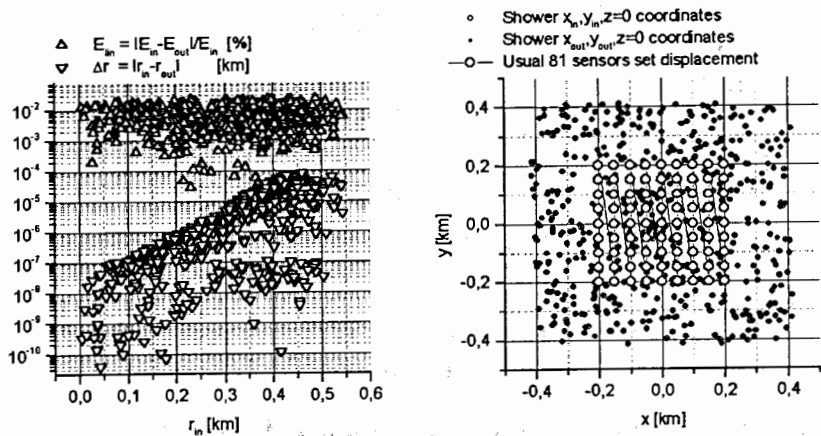 △ E_lin = |E_in-E_out|/E_in [%]
▽ Δr = |r_in-r_out| [km]
10^-2
10^-3
10^-4
10^-5
10^-6
10^-7
10^-8
10^-9
10^-10
0,0 0,1 0,2 0,3 0,4 0,5 0,6
r_in [km]
Shower x_in,y_in,z=0 coordinates
Shower x_out,y_out,z=0 coordinates
Usual 81 sensors set displacement
0,4
0,2
0,0
-0,2
-0,4
y [km]
-0,4 -0,2 0,0 0,2 0,4
x [km]